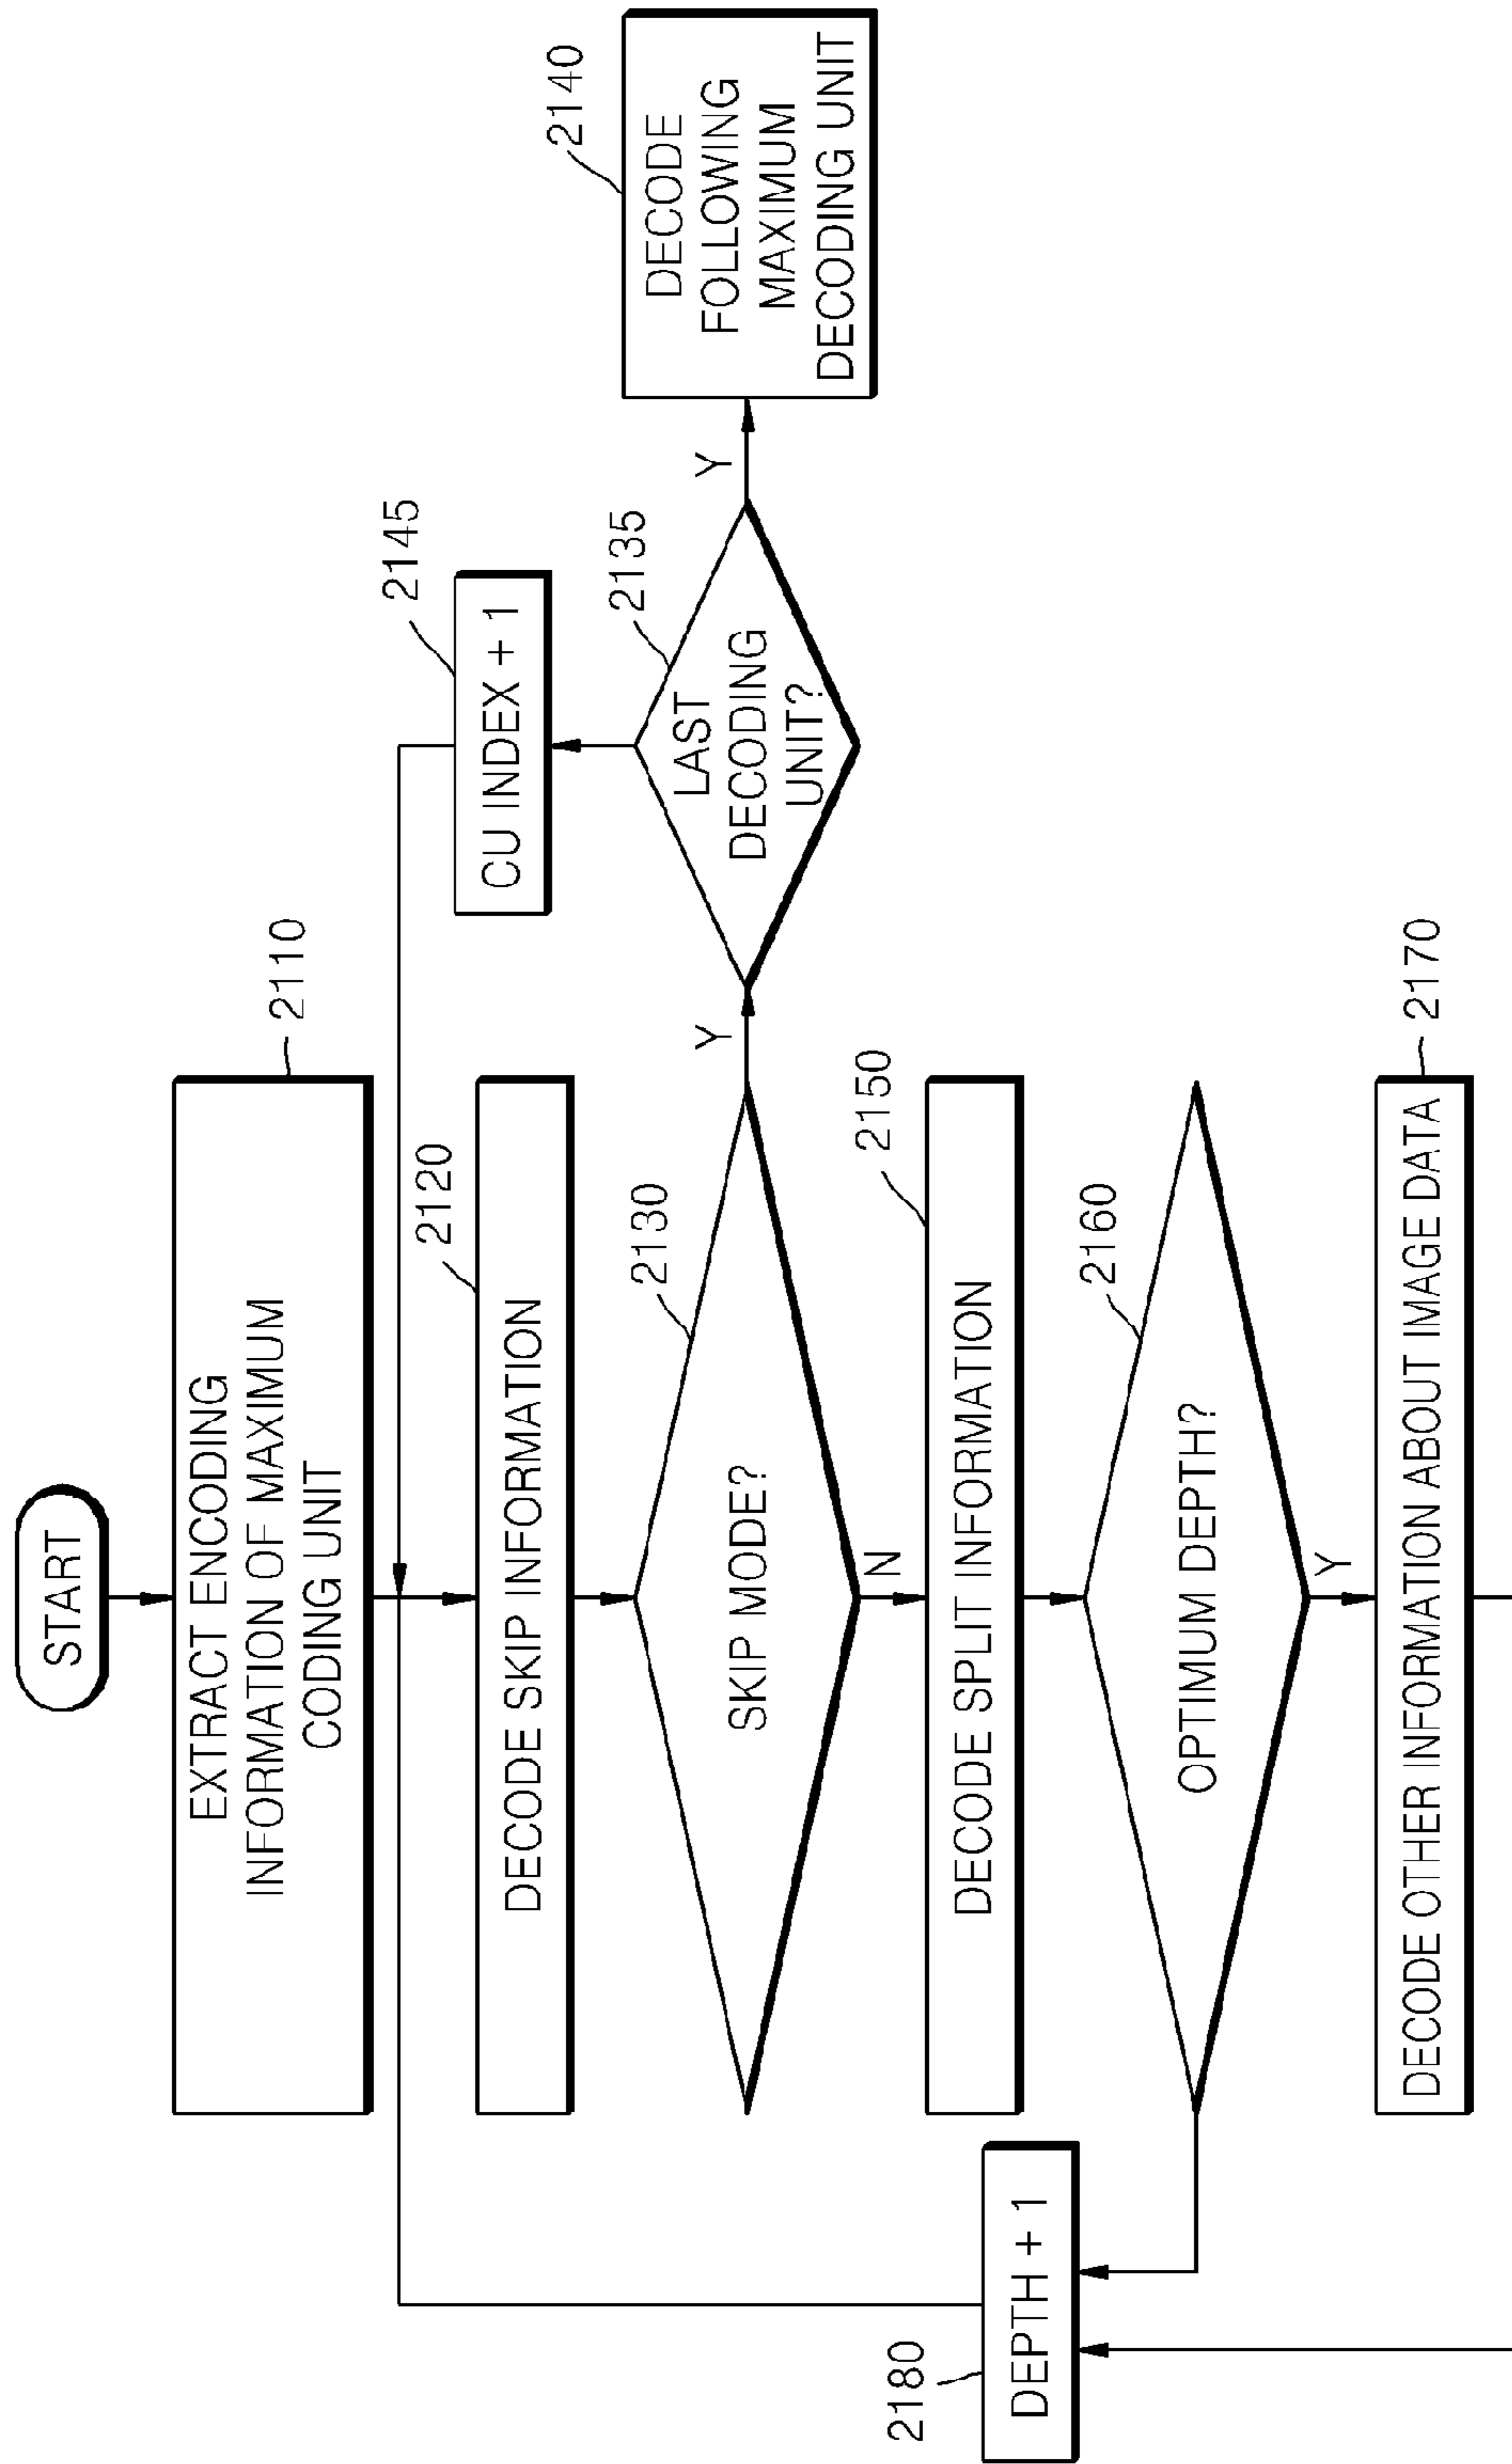 START
EXTRACT ENCODING
INFORMATION OF MAXIMUM
CODING UNIT
2110
DECODE SKIP INFORMATION
2120
SKIP MODE?
2130
Y
N
LAST
DECODING
UNIT?
2135
Y
CU INDEX + 1
2145
DECODE
FOLLOWING
MAXIMUM
DECODING UNIT
2140
DECODE SPLIT INFORMATION
2150
OPTIMUM DEPTH?
2160
Y
DECODE OTHER INFORMATION ABOUT IMAGE DATA
2170
DEPTH + 1
2180